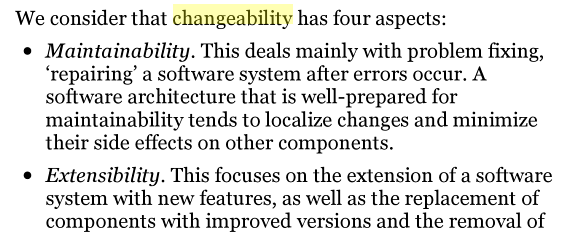 We consider that changeability has four aspects:
• Maintainability. This deals mainly with problem fixing,
‘repairing’ a software system after errors occur. A
software architecture that is well-prepared for
maintainability tends to localize changes and minimize
their side effects on other components.
• Extensibility. This focuses on the extension of a software
system with new features, as well as the replacement of
components with improved versions and the removal of